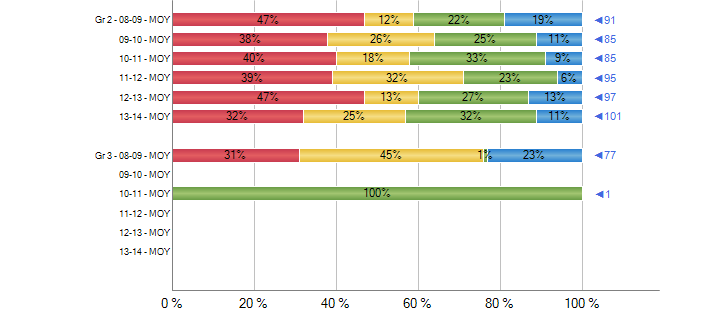 Gr 2 - 08-09 - MOY 47% 12% 22% 19% ◄91
09-10 - MOY 38% 26% 25% 11% ◄85
10-11 - MOY 40% 18% 33% 9% ◄85
11-12 - MOY 39% 32% 23% 6% ◄95
12-13 - MOY 47% 13% 27% 13% ◄97
13-14 - MOY 32% 25% 32% 11% ◄101
Gr 3 - 08-09 - MOY 31% 45% 1% 23% ◄77
09-10 - MOY
10-11 - MOY 100% ◄1
11-12 - MOY
12-13 - MOY
13-14 - MOY
0 % 20 % 40 % 60 % 80 % 100 %